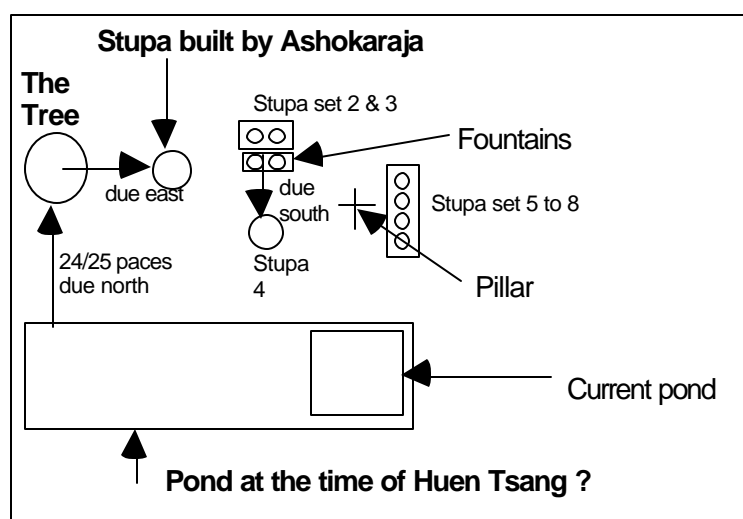 Stupa built by Ashokaraja
The
Tree
Stupa set 2 & 3
Fountains
due east
due
south
Stupa set 5 to 8
Stupa
4
24/25 paces
due north
Pillar
Current pond
Pond at the time of Huen Tsang ?